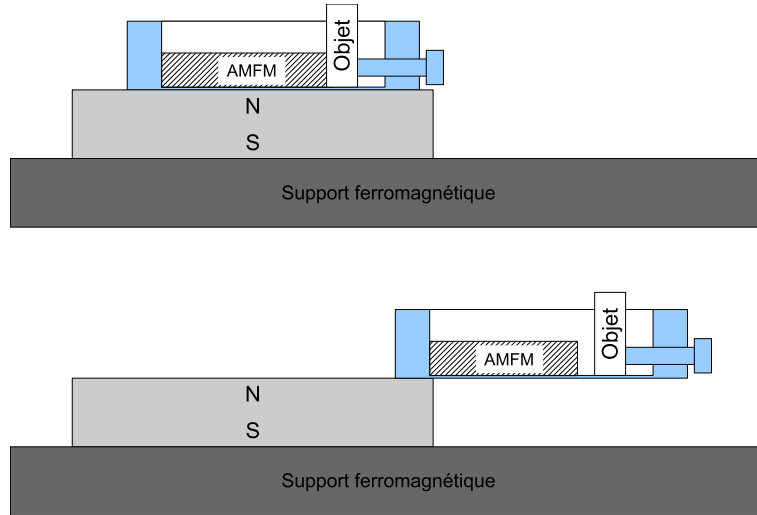 Objet
AMFM
N
S
Support ferromagnétique
Objet
AMFM
N
S
Support ferromagnétique